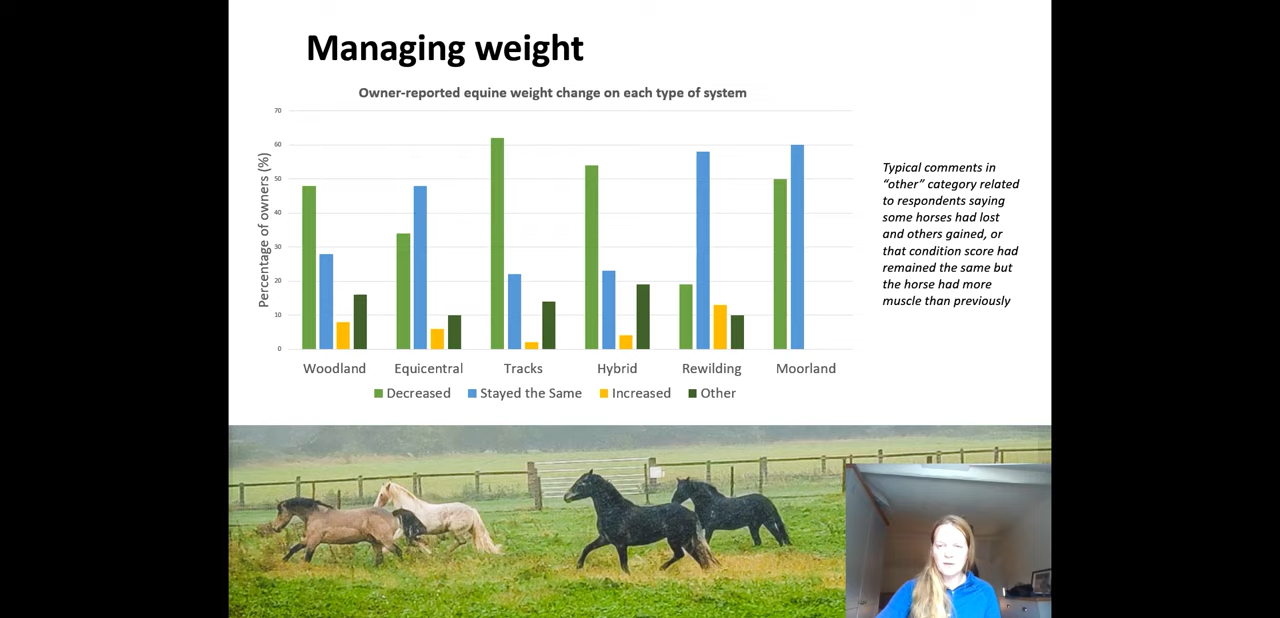 Managing weight
Owner-reported equine weight change on each type of system
Percentage of owners (%)
70
60
50
40
30
20
10
0
Woodland Equicentral Tracks Hybrid Rewilding Moorland
Decreased Stayed the Same Increased Other
Typical comments in
“other” category related
to respondents saying
some horses had lost
and others gained, or
that condition score had
remained the same but
the horse had more
muscle than previously